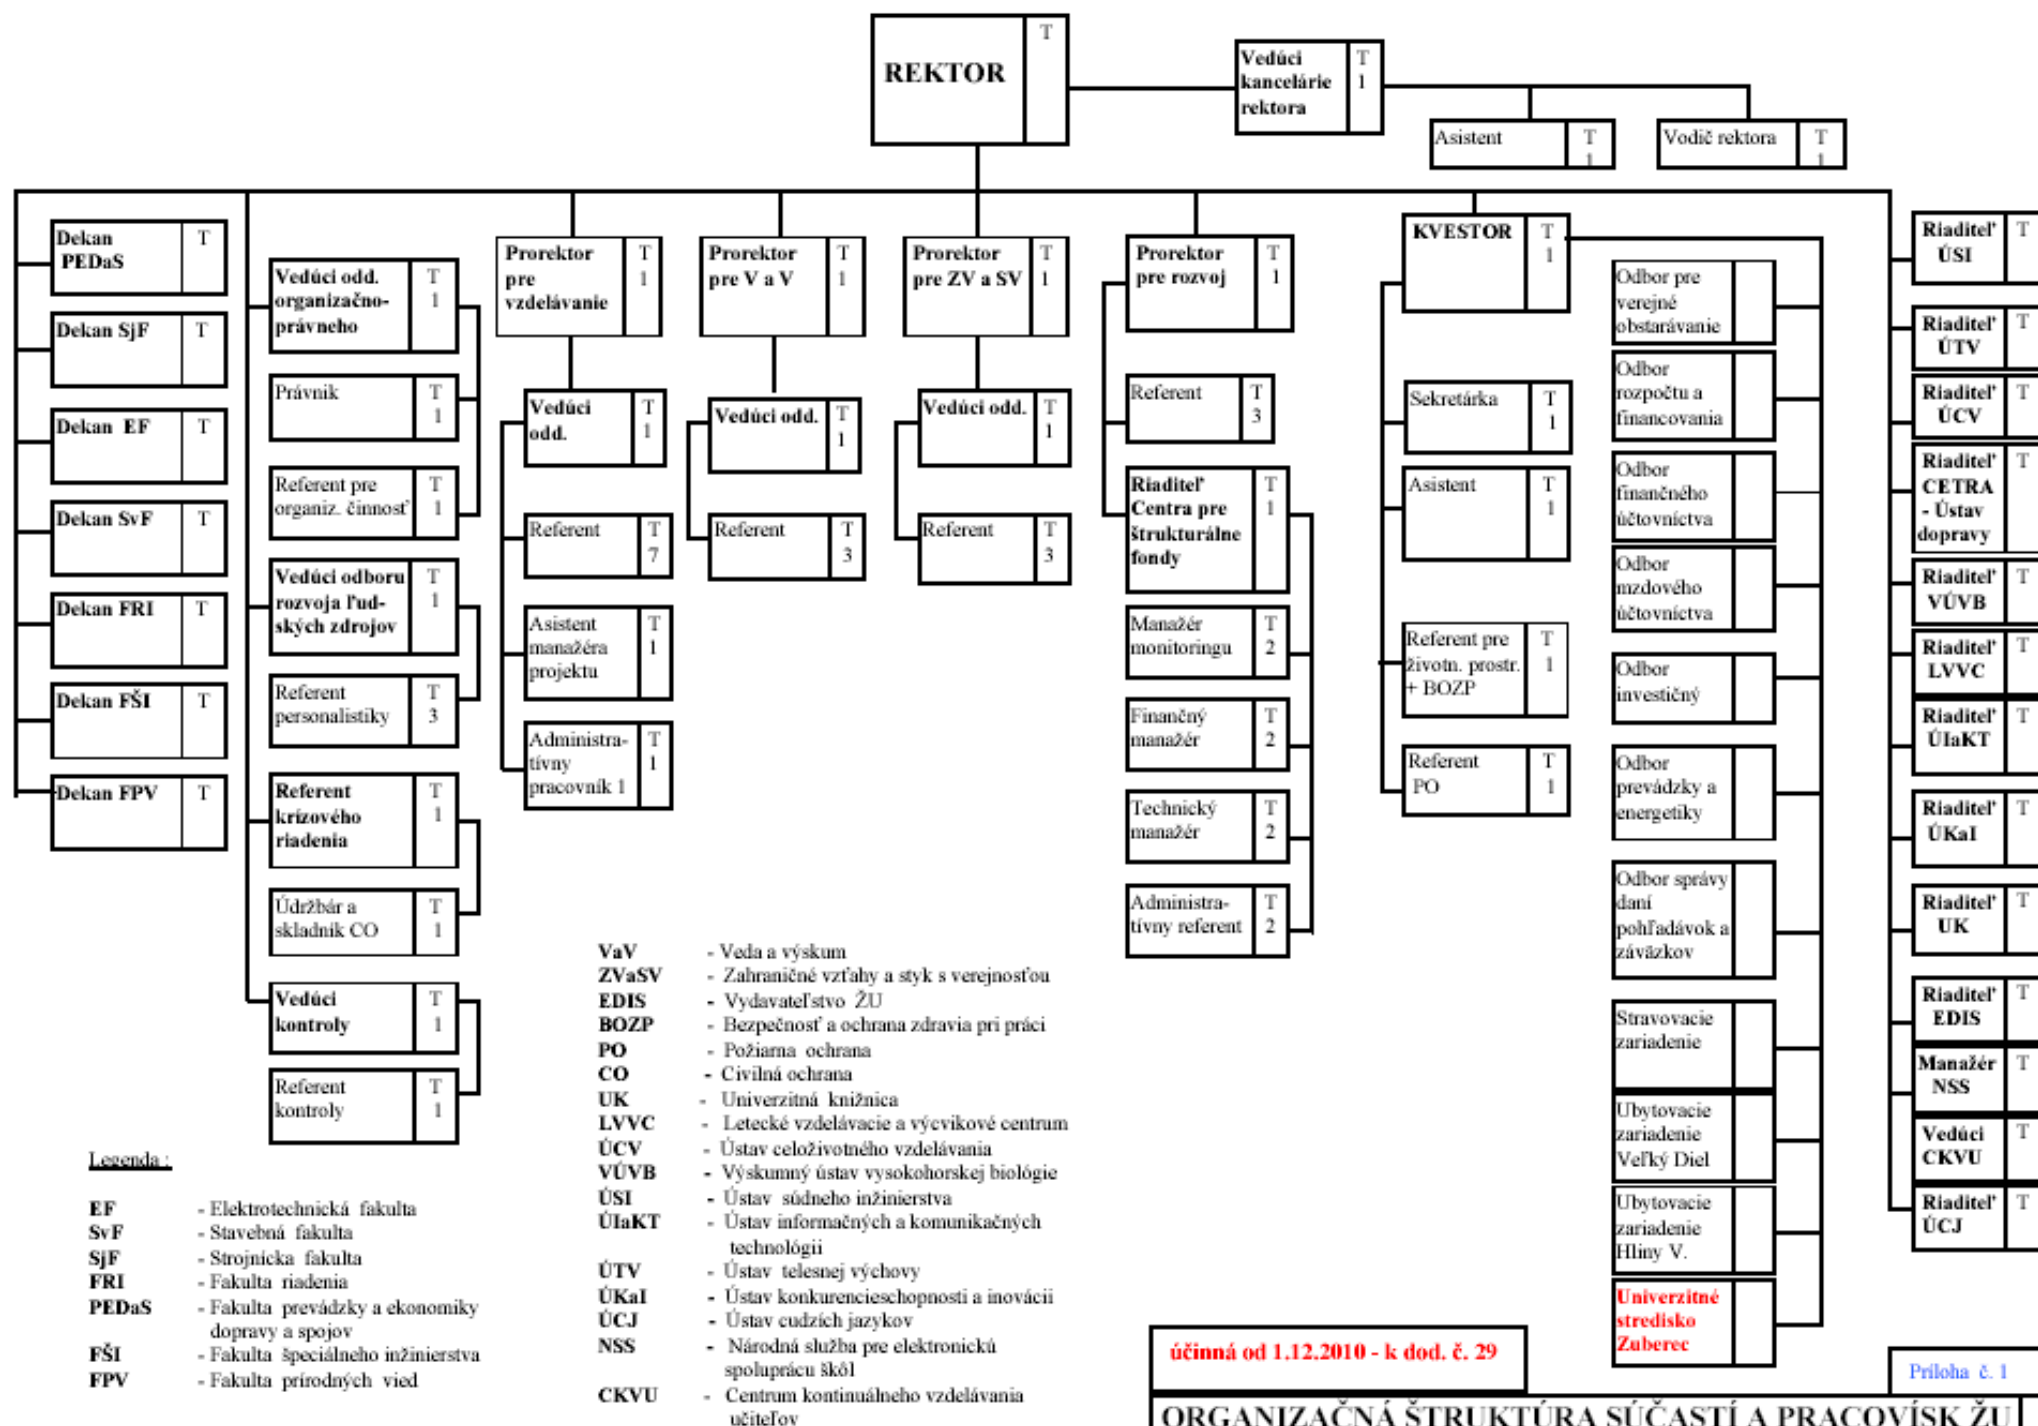 REKTOR
T
Vedúci
kancelárie
rektora
T
1
Asistent
T
1
Vodič rektora
T
1
Dekan
PEDaS
T
Dekan SjF
T
Dekan EF
T
Dekan SvF
T
Dekan FRI
T
Dekan FŠI
T
Dekan FPV
T
Vedúci odd.
organizačno-
právneho
T
1
Právnik
T
1
Referent pre
organiz. činnosť
T
1
Vedúci odboru
rozvoja ľud-
ských zdrojov
T
1
Referent
personalistiky
T
3
Referent
krízového
riadenia
T
1
Údržbár a
skladník CO
T
1
Vedúci
kontroly
T
1
Referent
kontroly
T
1
Prorektor
pre
vzdelávanie
T
1
Vedúci
odd.
T
1
Referent
T
7
Asistent
manažéra
projektu
T
1
Administra-
tívny
pracovník 1
T
1
Prorektor
pre V a V
T
1
Vedúci odd.
T
1
Referent
T
3
Prorektor
pre ZV a SV
T
1
Vedúci odd.
T
1
Referent
T
3
Prorektor
pre rozvoj
T
1
Referent
T
3
Riaditeľ
Centra pre
štrukturálne
fondy
T
1
Manažér
monitoringu
T
2
Finančný
manažér
T
2
Technický
manažér
T
2
Administra-
tívny referent
T
2
KVESTOR
T
1
Sekretárka
T
1
Asistent
T
1
Referent pre
životn. prostr.
+ BOZP
T
1
Referent
PO
T
1
Odbor pre
verejné
obstarávanie
Odbor
rozpočtu a
financovania
Odbor
finančného
účtovníctva
Odbor
mzdového
účtovníctva
Odbor
investičný
Odbor
prevádzky a
energetiky
Odbor správy
daní
pohľadávok a
záväzkov
Stravovacie
zariadenie
Ubytovacie
zariadenie
Veľký Diel
Ubytovacie
zariadenie
Hliny V.
Univerzitné
stredisko
Zuberec
Riaditeľ
ÚSI
T
Riaditeľ
ÚTV
T
Riaditeľ
ÚCV
T
Riaditeľ
CETRA
- Ústav
dopravy
T
Riaditeľ
VÚVB
T
Riaditeľ
LVVC
T
Riaditeľ
ÚIaKT
T
Riaditeľ
ÚKaI
T
Riaditeľ
UK
T
Riaditeľ
EDIS
T
Manažér
NSS
T
Vedúci
CKVU
T
Riaditeľ
ÚCJ
T
Legenda :
EF - Elektrotechnická fakulta
SvF - Stavebná fakulta
SjF - Strojnícka fakulta
FRI - Fakulta riadenia
PEDaS - Fakulta prevádzky a ekonomiky
dopravy a spojov
FŠI - Fakulta špeciálneho inžinierstva
FPV - Fakulta prírodných vied
VaV - Veda a výskum
ZVaSV - Zahraničné vzťahy a styk s verejnosťou
EDIS - Vydavateľstvo ŽU
BOZP - Bezpečnosť a ochrana zdravia pri práci
PO - Požiarna ochrana
CO - Civilná ochrana
UK - Univerzitná knižnica
LVVC - Letecké vzdelávacie a výcvikové centrum
ÚCV - Ústav celoživotného vzdelávania
VÚVB - Výskumný ústav vysokohorskej biológie
ÚSI - Ústav súdneho inžinierstva
ÚIaKT - Ústav informačných a komunikačných
technológii
ÚTV - Ústav telesnej výchovy
ÚKaI - Ústav konkurencieschopnosti a inovácii
ÚCJ - Ústav cudzích jazykov
NSS - Národná služba pre elektronickú
spoluprácu škôl
CKVU - Centrum kontinuálneho vzdelávania
učiteľov
účinná od 1.12.2010 - k dod. č. 29
Príloha č. 1
ORGANIZAČNÁ ŠTRUKTÚRA SÚČASTÍ A PRACOVÍSK ŽU